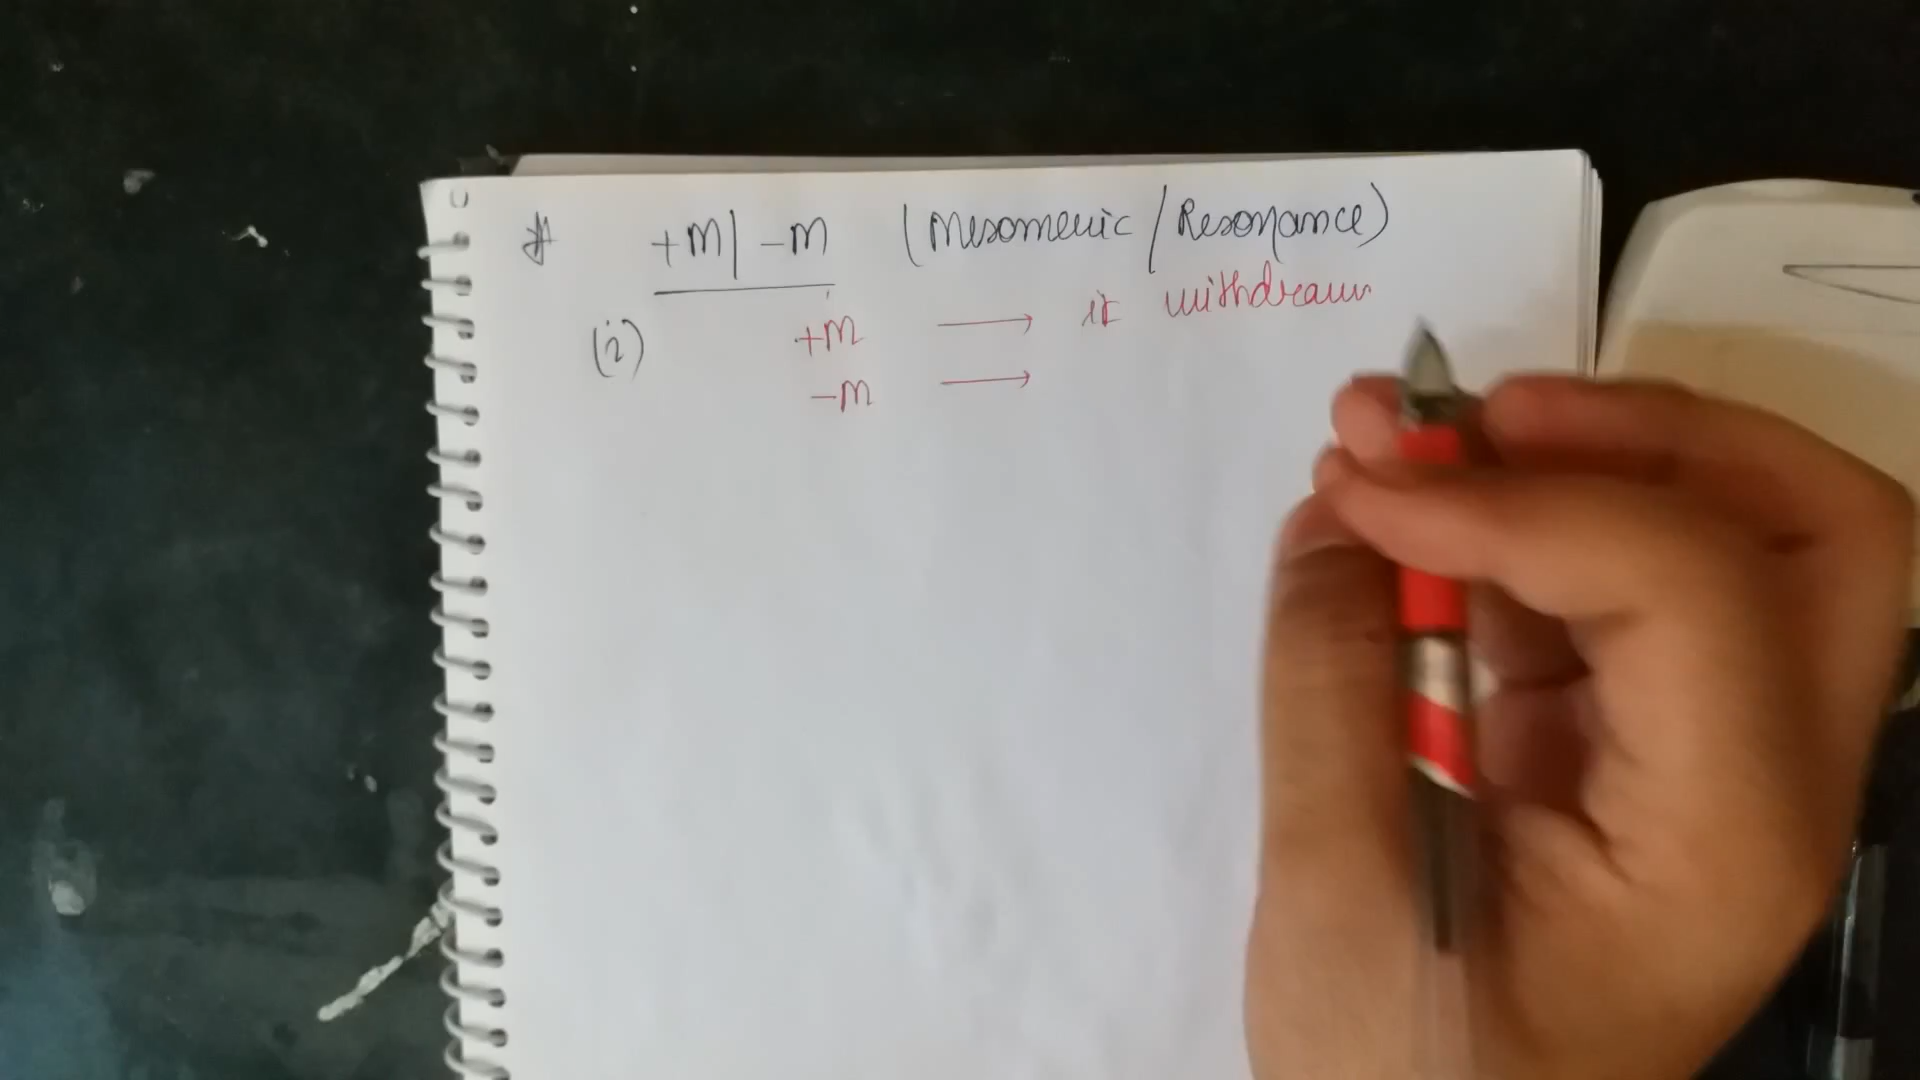 # +M | -M (Mesomeric / Resonance)
(i) +M → it withdraw
-M →